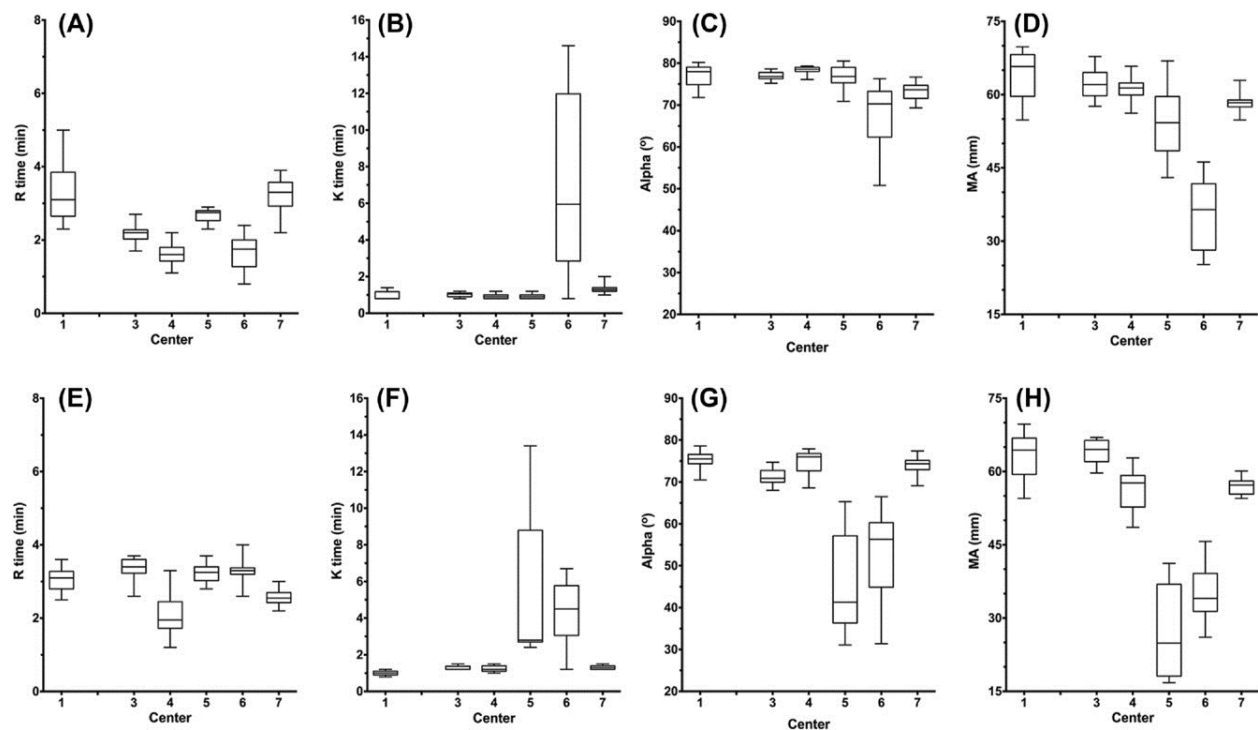 (A)
8
6
4
2
0
R time (min)
1 3 4 5 6 7
Center
(B)
16
14
12
10
8
6
4
2
0
K time (min)
1 3 4 5 6 7
Center
(C)
90
80
70
60
50
40
30
20
Alpha (º)
1 3 4 5 6 7
Center
(D)
75
60
45
30
15
MA (mm)
1 3 4 5 6 7
Center
(E)
8
6
4
2
0
R time (min)
1 3 4 5 6 7
Center
(F)
16
14
12
10
8
6
4
2
0
K time (min)
1 3 4 5 6 7
Center
(G)
90
80
70
60
50
40
30
20
Alpha (º)
1 3 4 5 6 7
Center
(H)
75
60
45
30
15
MA (mm)
1 3 4 5 6 7
Center